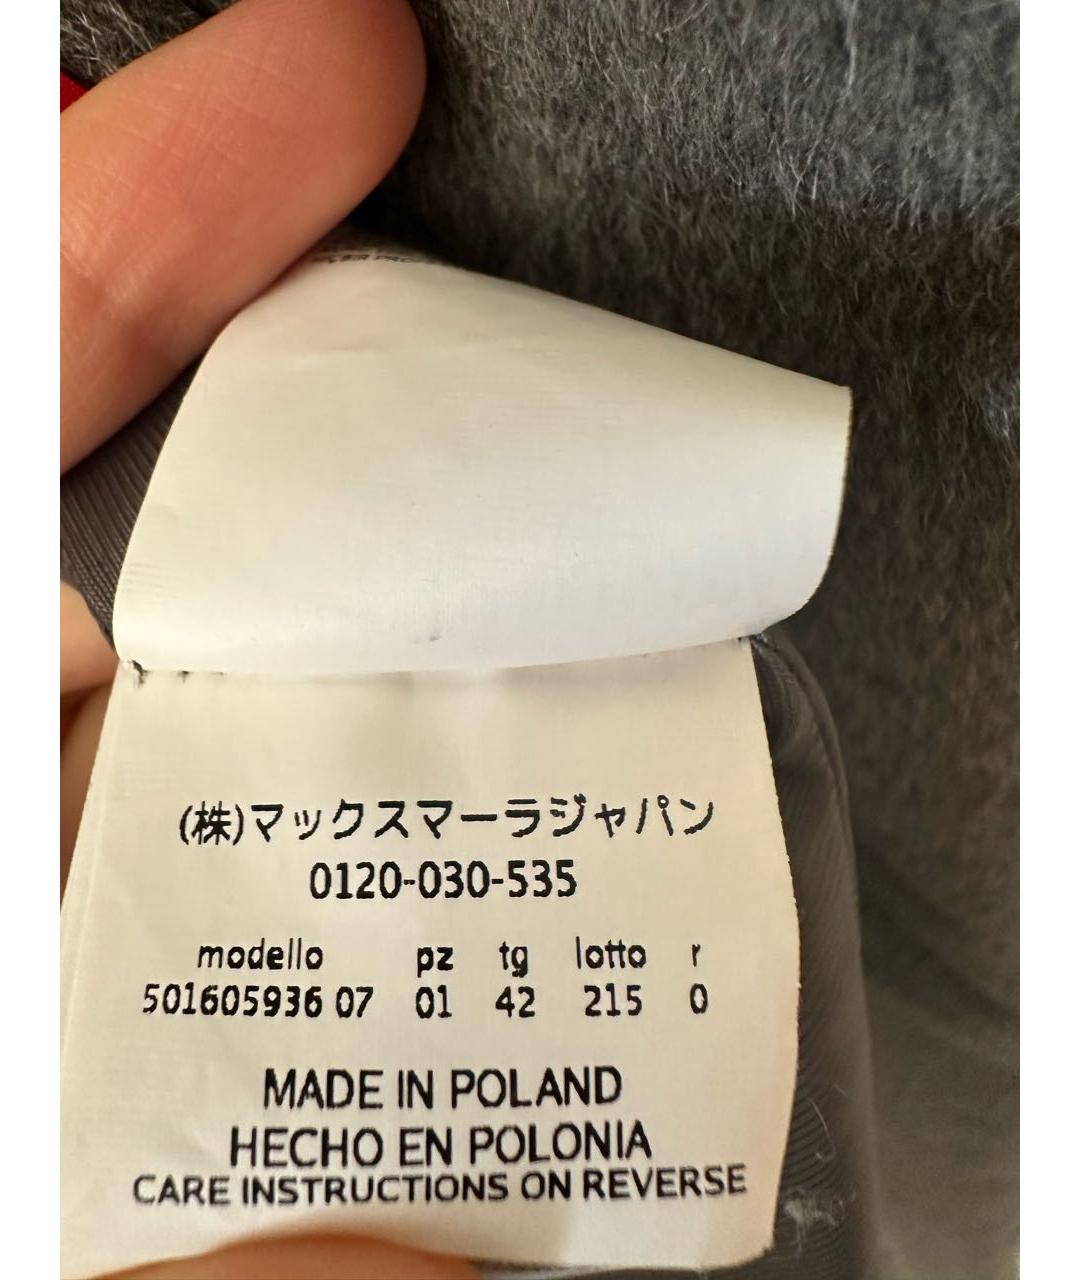 (株)マックスマーラジャパン
0120-030-535
modello pz tg lotto r
501605936 07 01 42 215 0
MADE IN POLAND
HECHO EN POLONIA
CARE INSTRUCTIONS ON REVERSE